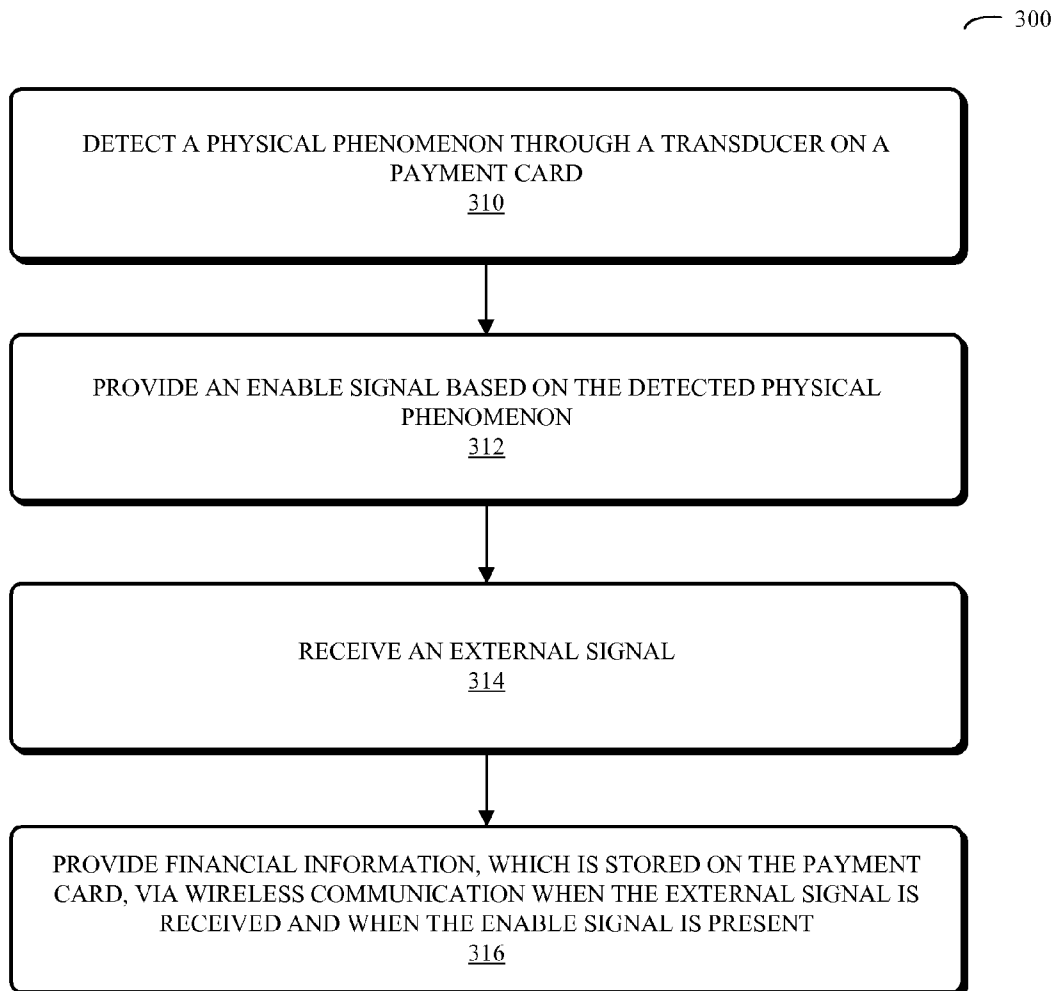 300
DETECT A PHYSICAL PHENOMENON THROUGH A TRANSDUCER ON A
PAYMENT CARD
310
PROVIDE AN ENABLE SIGNAL BASED ON THE DETECTED PHYSICAL
PHENOMENON
312
RECEIVE AN EXTERNAL SIGNAL
314
PROVIDE FINANCIAL INFORMATION, WHICH IS STORED ON THE PAYMENT
CARD, VIA WIRELESS COMMUNICATION WHEN THE EXTERNAL SIGNAL IS
RECEIVED AND WHEN THE ENABLE SIGNAL IS PRESENT
316